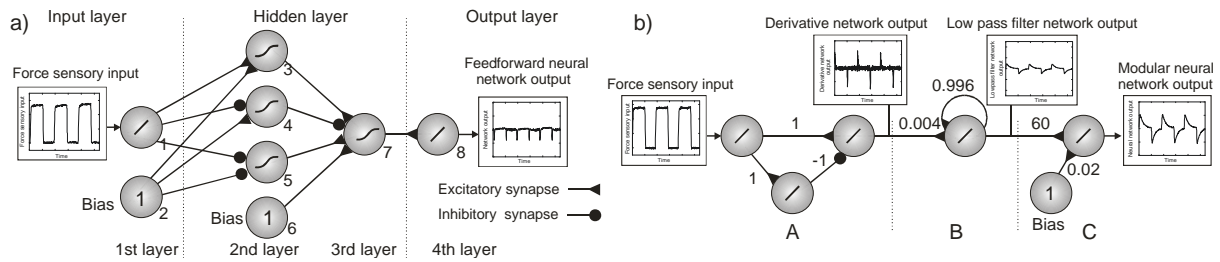 a)
Input layer
Hidden layer
Output layer
Force sensory input
Force sensory input
Time
1
Bias
1
2
3
4
5
1
Bias
6
7
8
Feedforward neural
network output
Network output
Time
Excitatory synapse
Inhibitory synapse
1st layer
2nd layer
3rd layer
4th layer
b)
Derivative network output
Derivative network
output
Time
Low pass filter network output
Lowpass filter network
output
Time
Force sensory input
Force sensory input
Time
Modular neural
network output
Neural network output
Time
1
1
-1
0.004
0.996
60
0.02
1
Bias
A
B
C